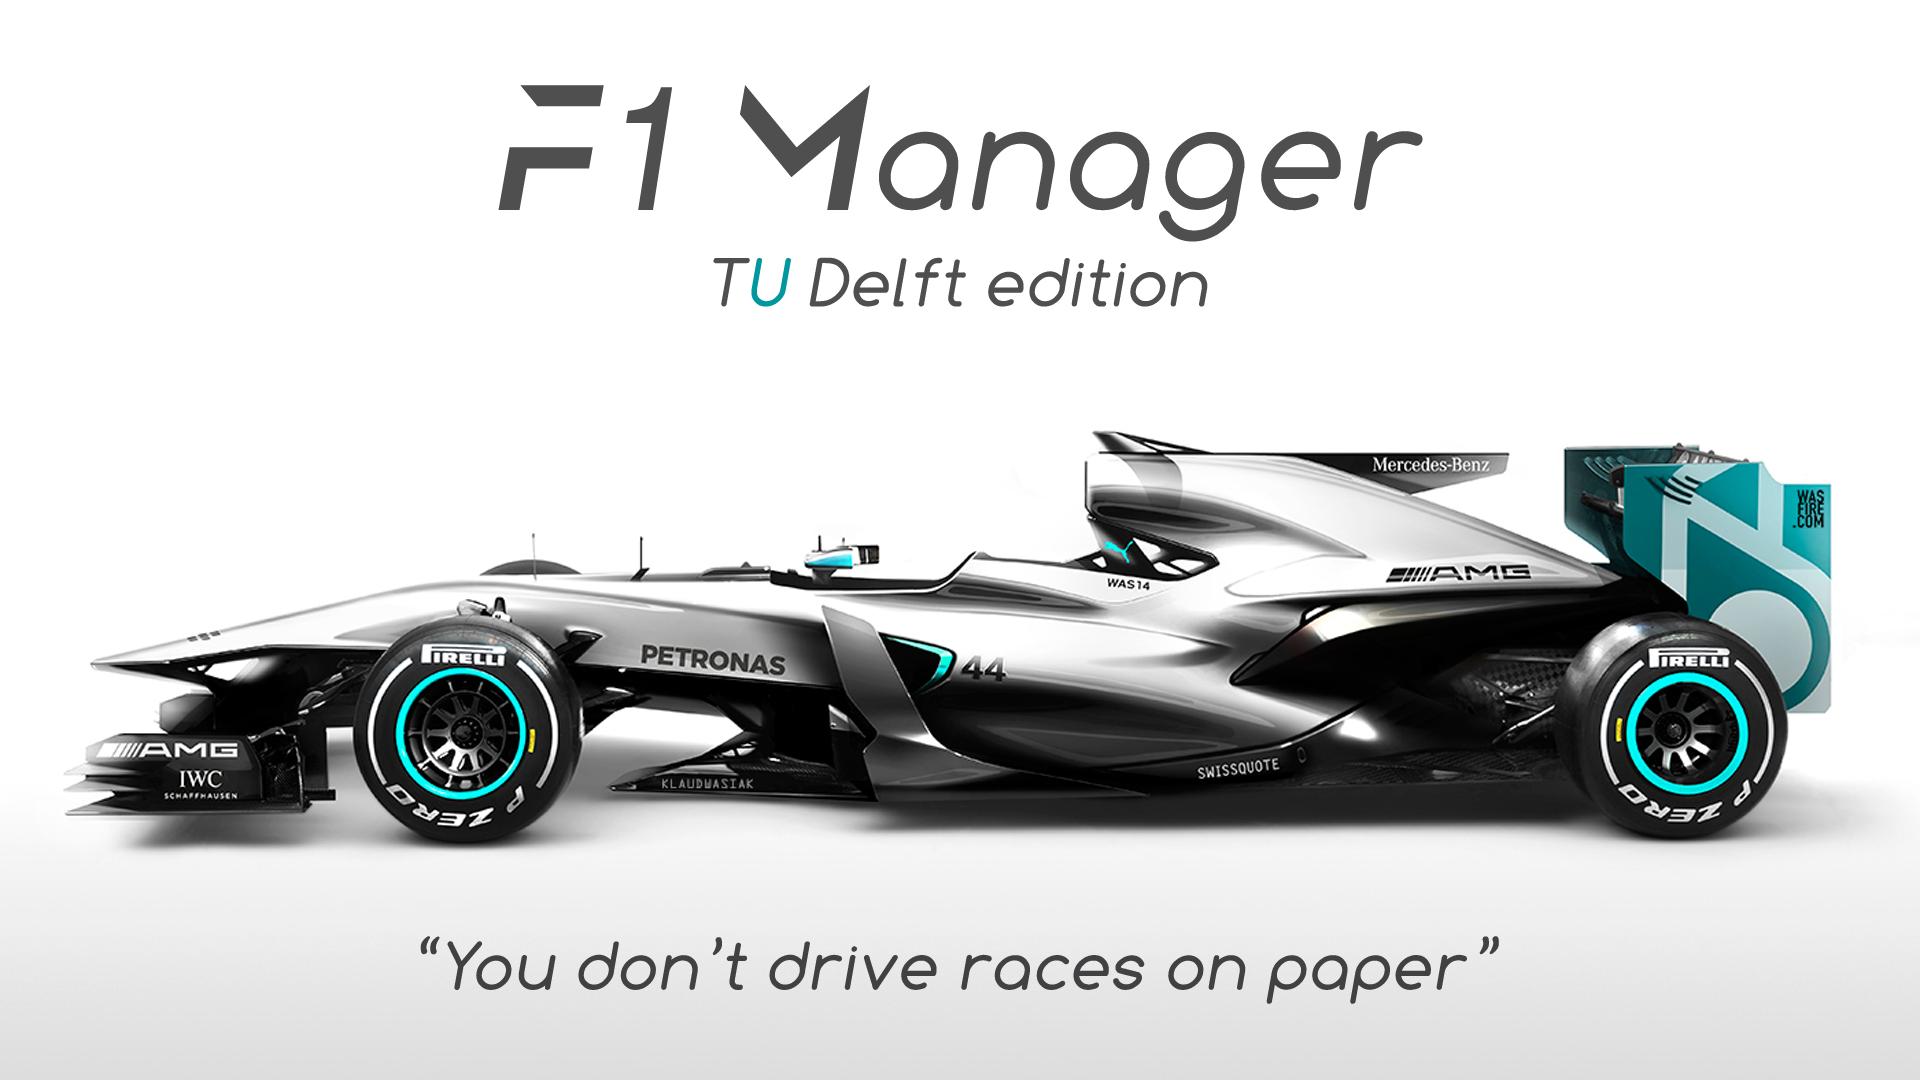 F1 Manager
TU Delft edition
Mercedes-Benz
WAS
FIRE
.COM
WAS14
AMG
PETRONAS
44
PIRELLI
PIRELLI
AMG
IWC
SCHAFFHAUSEN
KLAUDWASIAK
SWISSQUOTE
P ZERO
P ZERO
“You don’t drive races on paper”